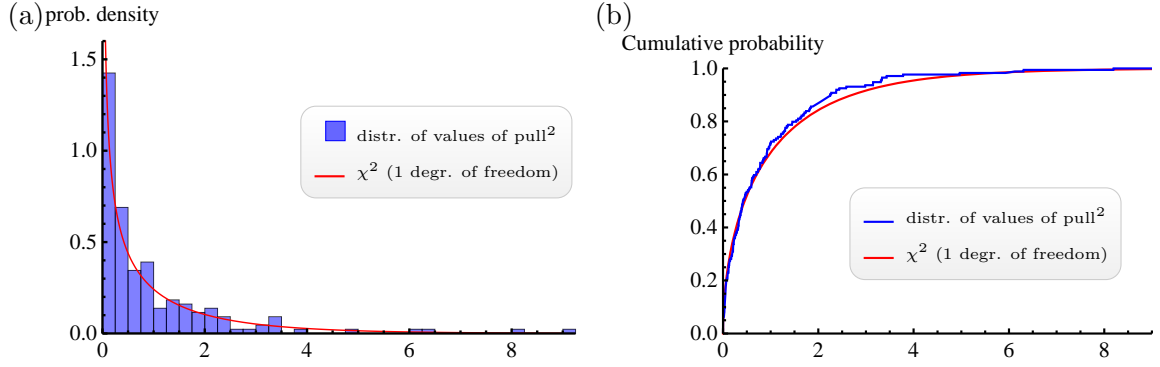 (a) prob. density
1.5
1.0
0.5
0.0
0 2 4 6 8
distr. of values of pull²
χ² (1 degr. of freedom)
(b)
Cumulative probability
1.0
0.8
0.6
0.4
0.2
0.0
0 2 4 6 8
distr. of values of pull²
χ² (1 degr. of freedom)